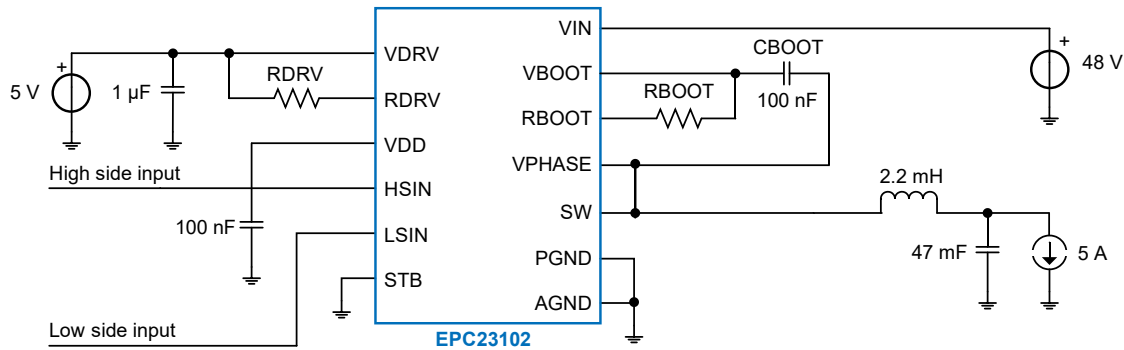 VIN
VDRV
CBOOT
+
+
VBOOT
5 V
1 µF
RDRV
RDRV
RBOOT
100 nF
48 V
RBOOT
VDD
VPHASE
High side input
HSIN
2.2 mH
SW
100 nF
LSIN
PGND
47 mF
5 A
STB
AGND
Low side input
EPC23102